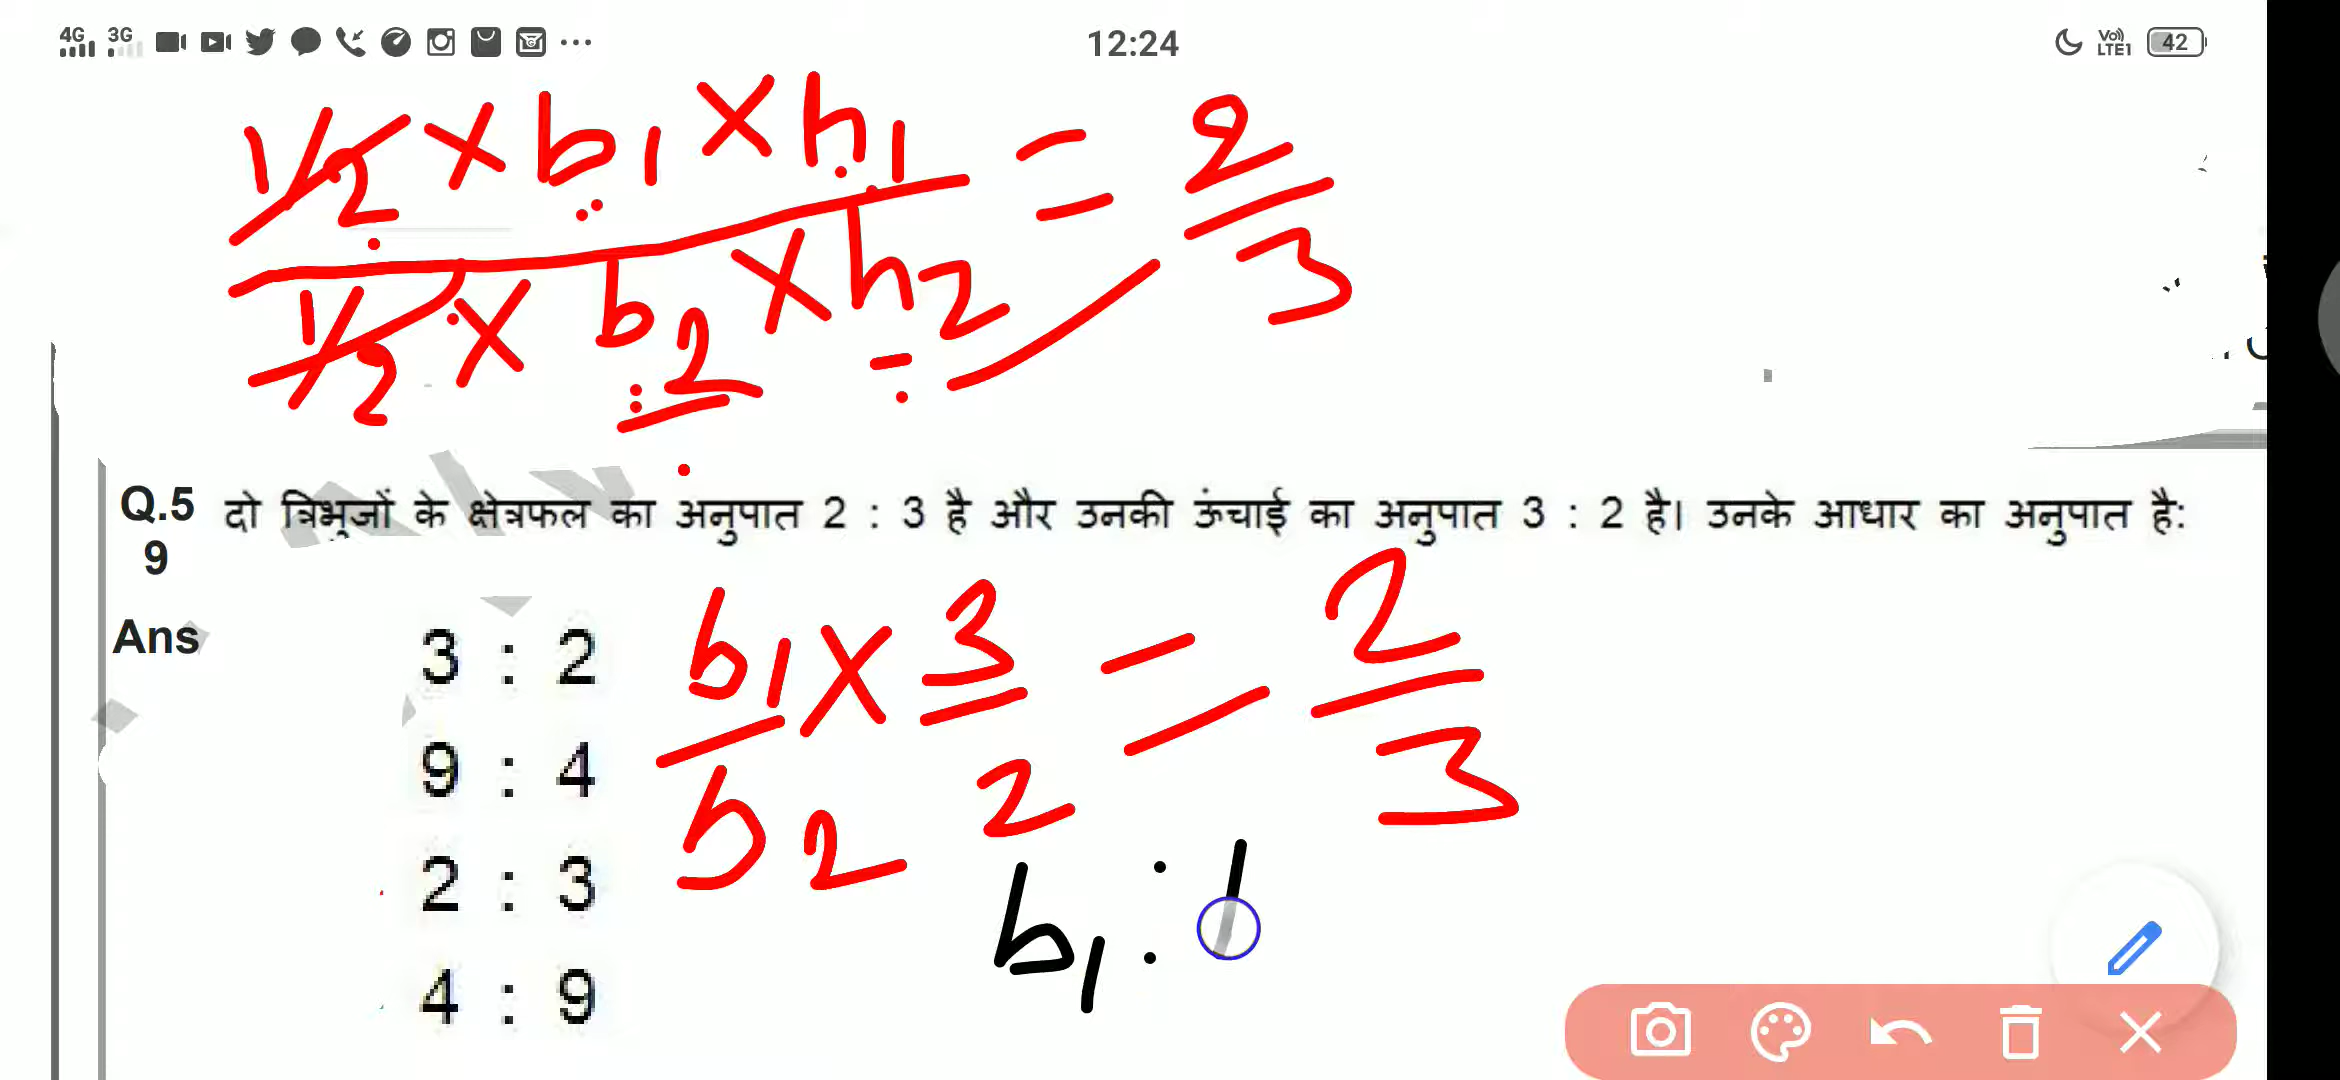 4G 3G 12:24 Vo) LTE1 42
1/2 × b1 × h1 = 2
1/2 × b2 × h2 3
Q.5 दो त्रिभुजों के क्षेत्रफल का अनुपात 2 : 3 है और उनकी ऊंचाई का अनुपात 3 : 2 है। उनके आधार का अनुपात है:
9
Ans
3 : 2
9 : 4
2 : 3
4 : 9
b1 × 3 = 2
b2 2 3
b1 :